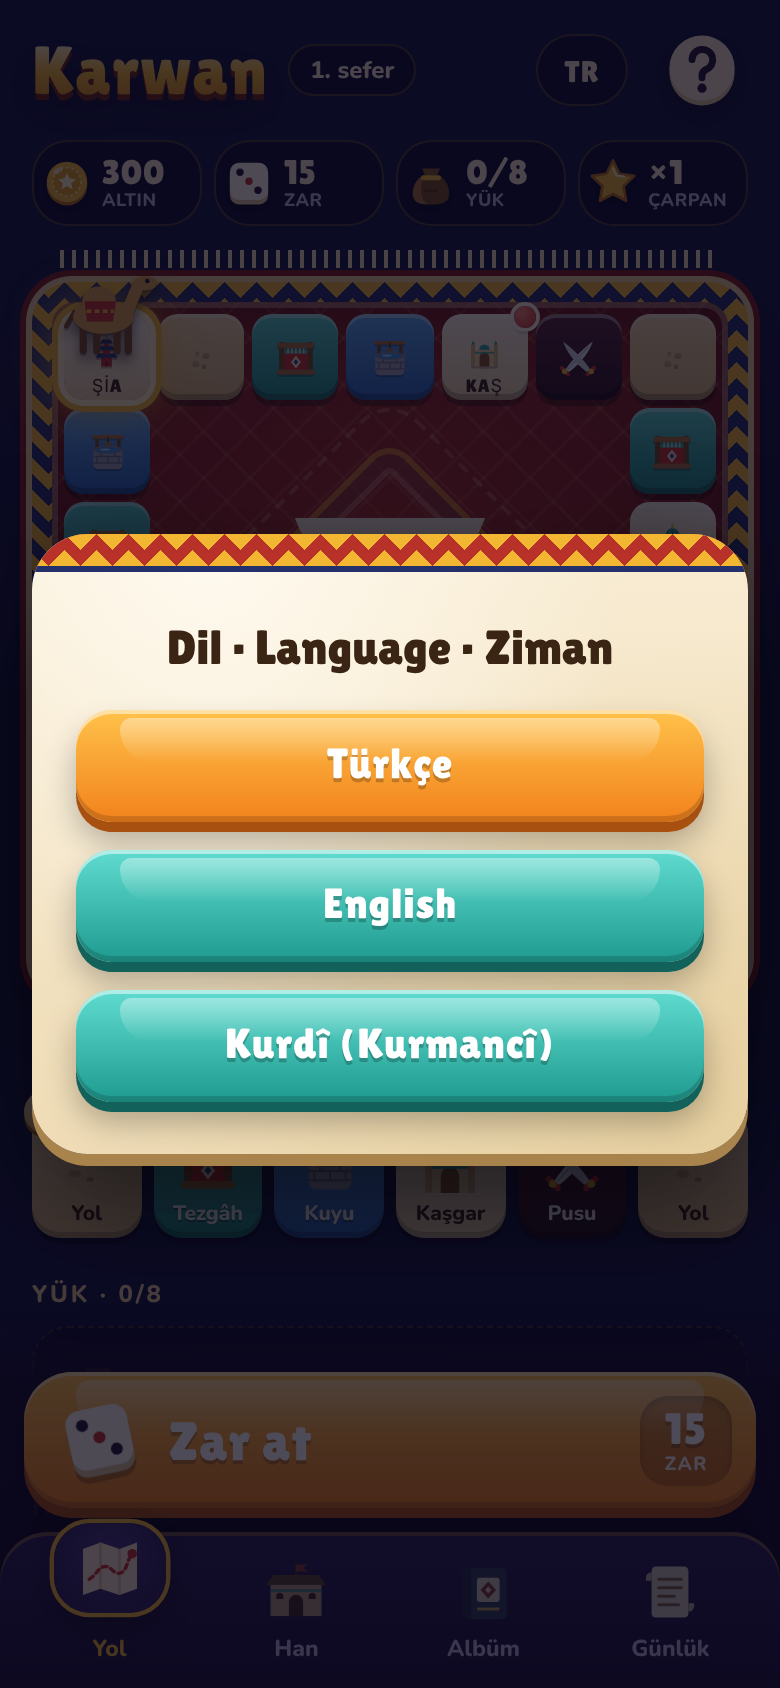 Karwan
1. sefer
TR
?
300
ALTIN
15
ZAR
0/8
YÜK
×1
ÇARPAN
ŞİA
KAŞ
Dil · Language · Ziman
Türkçe
English
Kurdî (Kurmancî)
Yol
Tezgâh
Kuyu
Kaşgar
Pusu
Yol
YÜK · 0/8
Zar at
15
ZAR
Yol
Han
Albüm
Günlük